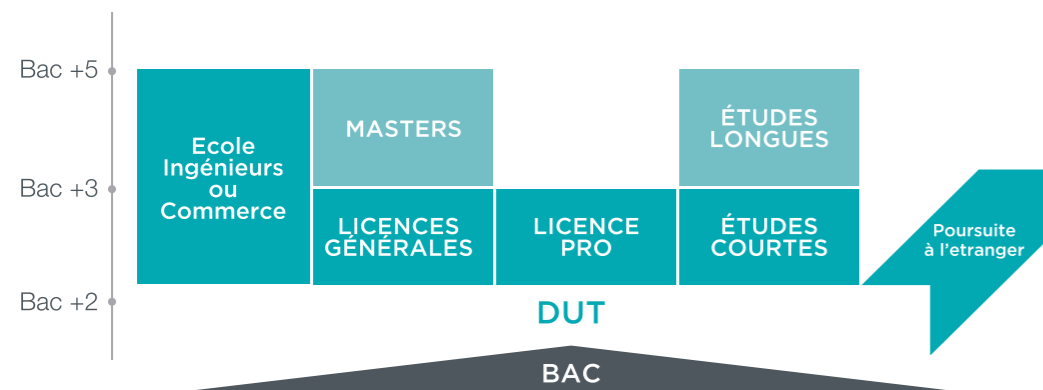 Bac +5
Bac +3
Bac +2
Ecole
Ingénieurs
ou
Commerce
MASTERS
LICENCES
GÉNÉRALES
LICENCE
PRO
ÉTUDES
LONGUES
ÉTUDES
COURTES
Poursuite
à l'etranger
DUT
BAC